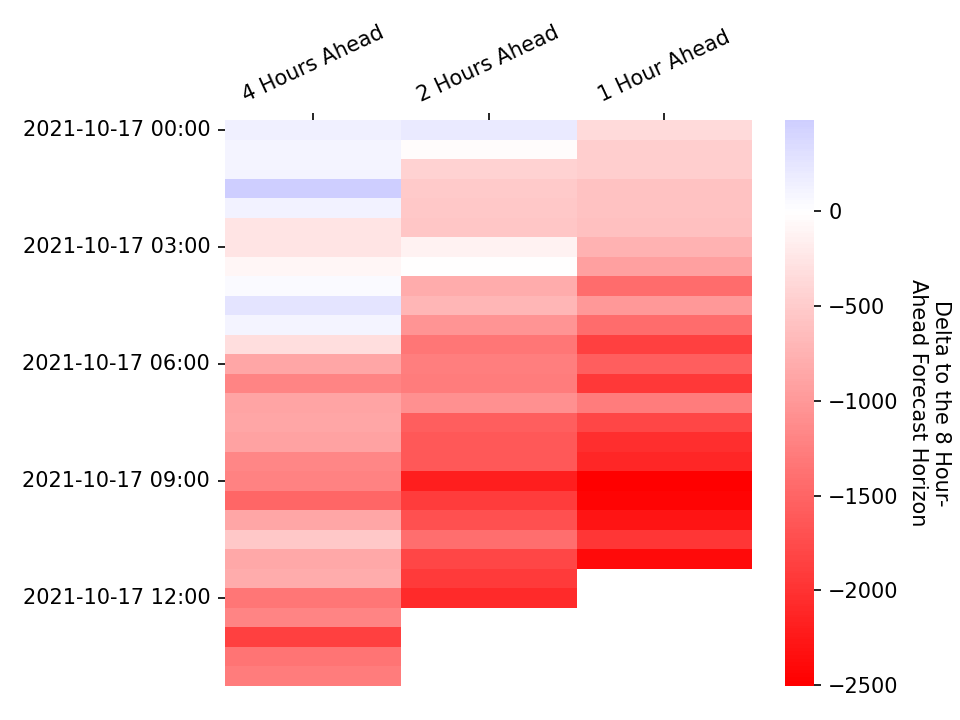 4 Hours Ahead
2 Hours Ahead
1 Hour Ahead
2021-10-17 00:00
2021-10-17 03:00
2021-10-17 06:00
2021-10-17 09:00
2021-10-17 12:00
0
−500
−1000
−1500
−2000
−2500
Delta to the 8 Hour-
Ahead Forecast Horizon